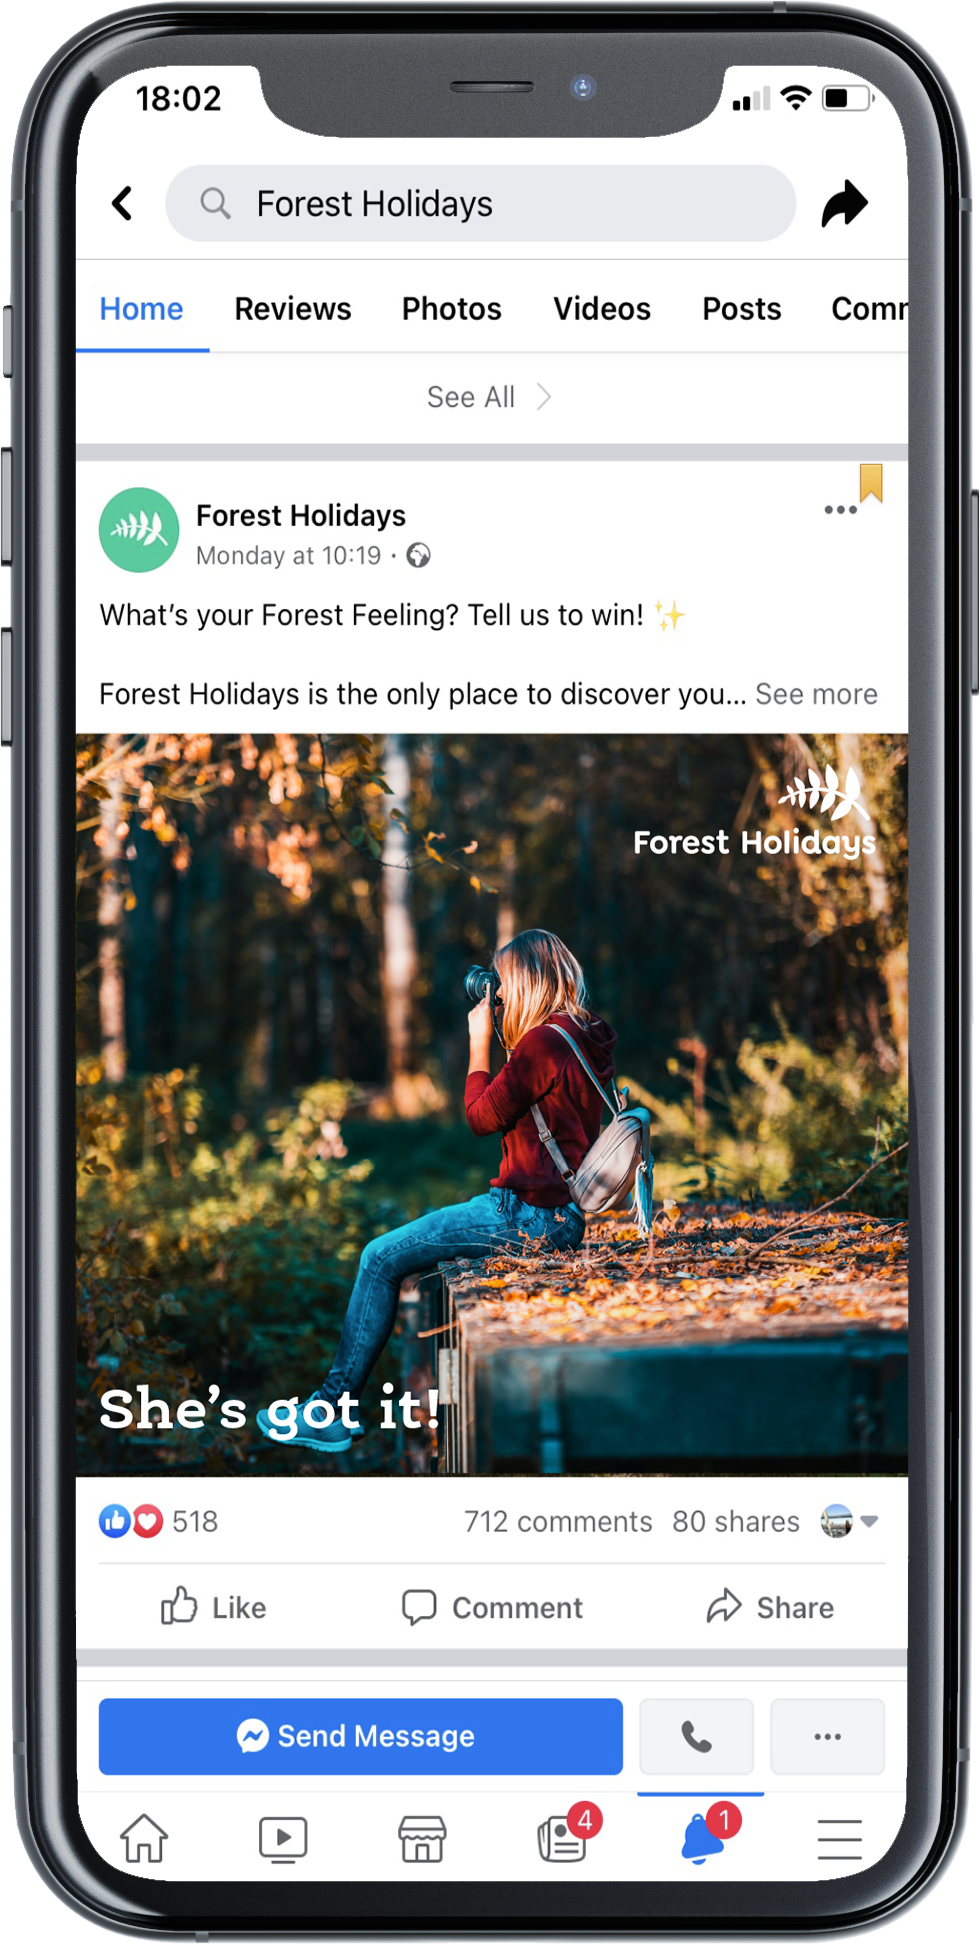 18:02
Forest Holidays
Home Reviews Photos Videos Posts Comr
See All
Forest Holidays
Monday at 10:19 ·
What's your Forest Feeling? Tell us to win! ✨
Forest Holidays is the only place to discover you... See more
Forest Holidays
She's got it!
518 712 comments 80 shares
Like Comment Share
Send Message
4 1